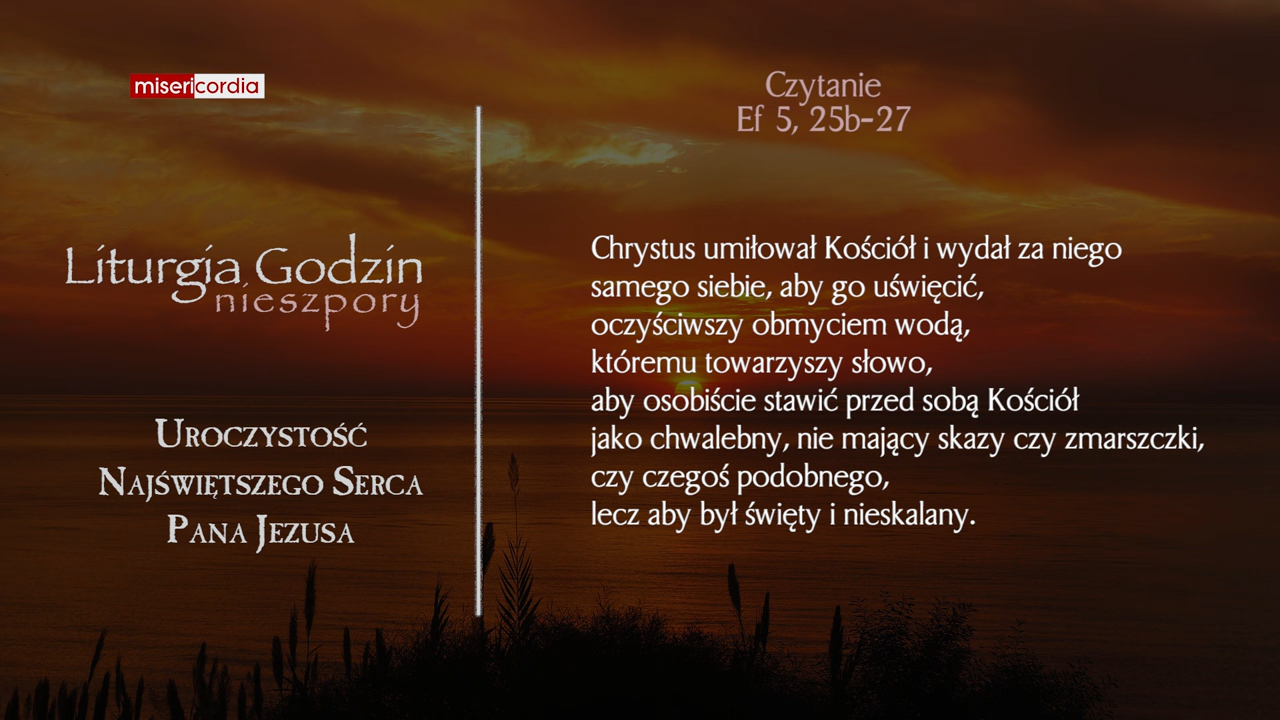 misericordia
Liturgia Godzin
nieszpory
Uroczystość
Najświętszego Serca
Pana Jezusa
Czytanie
Ef 5, 25b-27
Chrystus umiłował Kościół i wydał za niego
samego siebie, aby go uświęcić,
oczyściwszy obmyciem wodą,
któremu towarzyszy słowo,
aby osobiście stawić przed sobą Kościół
jako chwalebny, nie mający skazy czy zmarszczki,
czy czegoś podobnego,
lecz aby był święty i nieskalany.